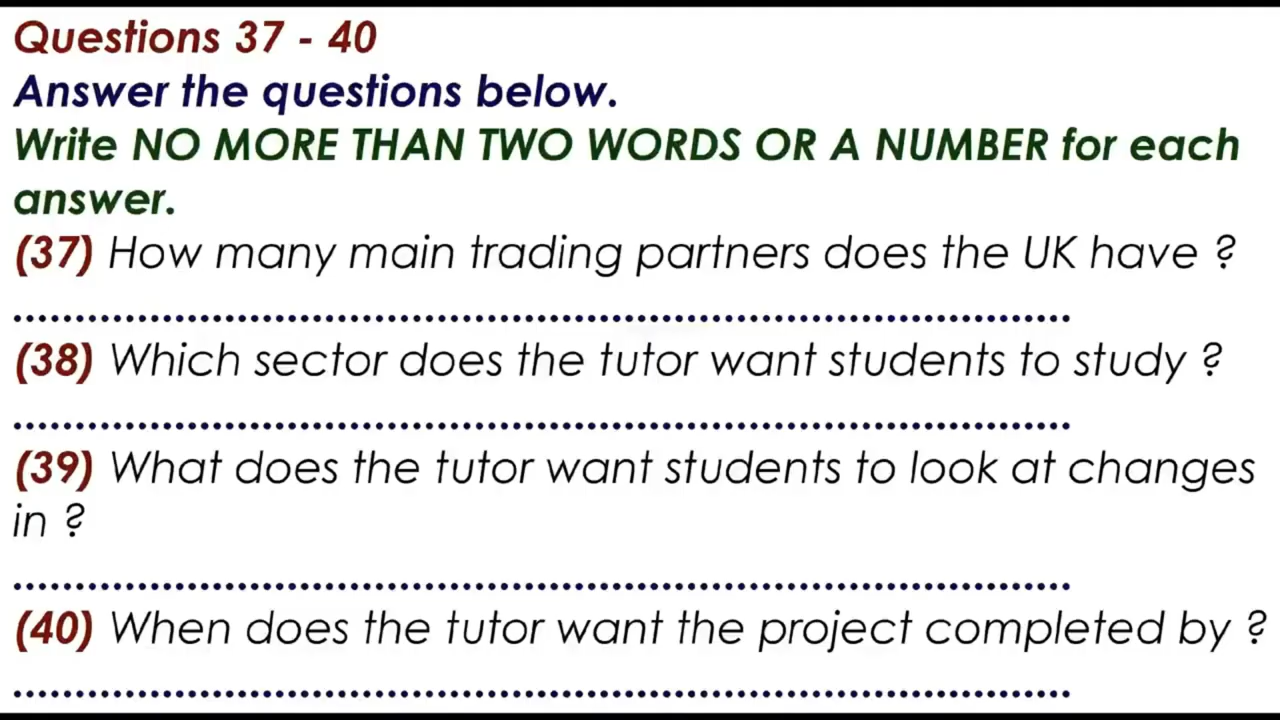 Questions 37 - 40
Answer the questions below.
Write NO MORE THAN TWO WORDS OR A NUMBER for each
answer.
(37) How many main trading partners does the UK have ?
....................................................................................
(38) Which sector does the tutor want students to study ?
....................................................................................
(39) What does the tutor want students to look at changes
in ?
....................................................................................
(40) When does the tutor want the project completed by ?
....................................................................................